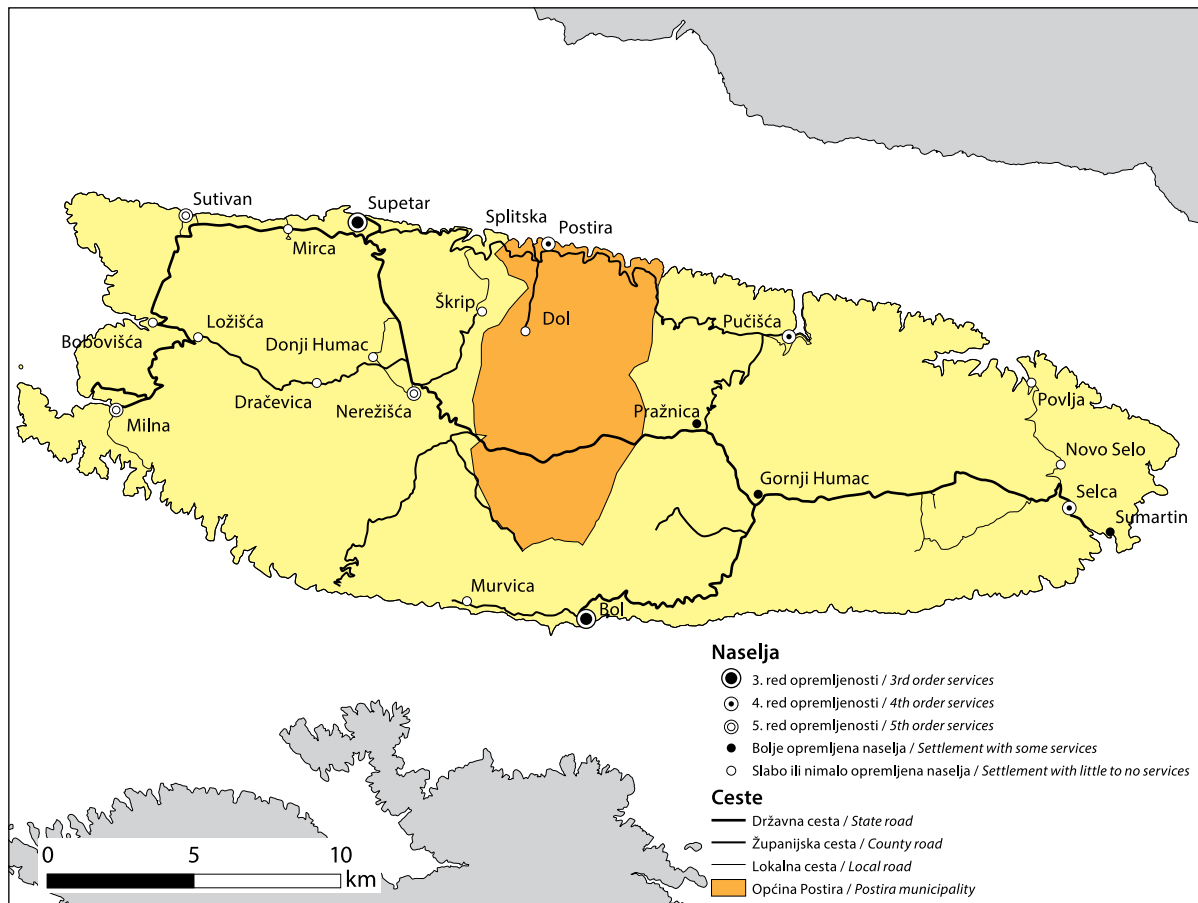 Sutivan
Supetar
Splitska
Postira
Mirca
Škrip
Dol
Pučišća
Ložišća
Bobovišća
Donji Humac
Dračevica
Nerežišća
Milna
Pražnica
Povlja
Novo Selo
Gornji Humac
Selca
Sumartin
Murvica
Bol
Naselja
3. red opremljenosti / 3rd order services
4. red opremljenosti / 4th order services
5. red opremljenosti / 5th order services
Bolje opremljena naselja / Settlement with some services
Slabo ili nimalo opremljena naselja / Settlement with little to no services
Ceste
Državna cesta / State road
Županijska cesta / County road
Lokalna cesta / Local road
Općina Postira / Postira municipality
0 5 10
km